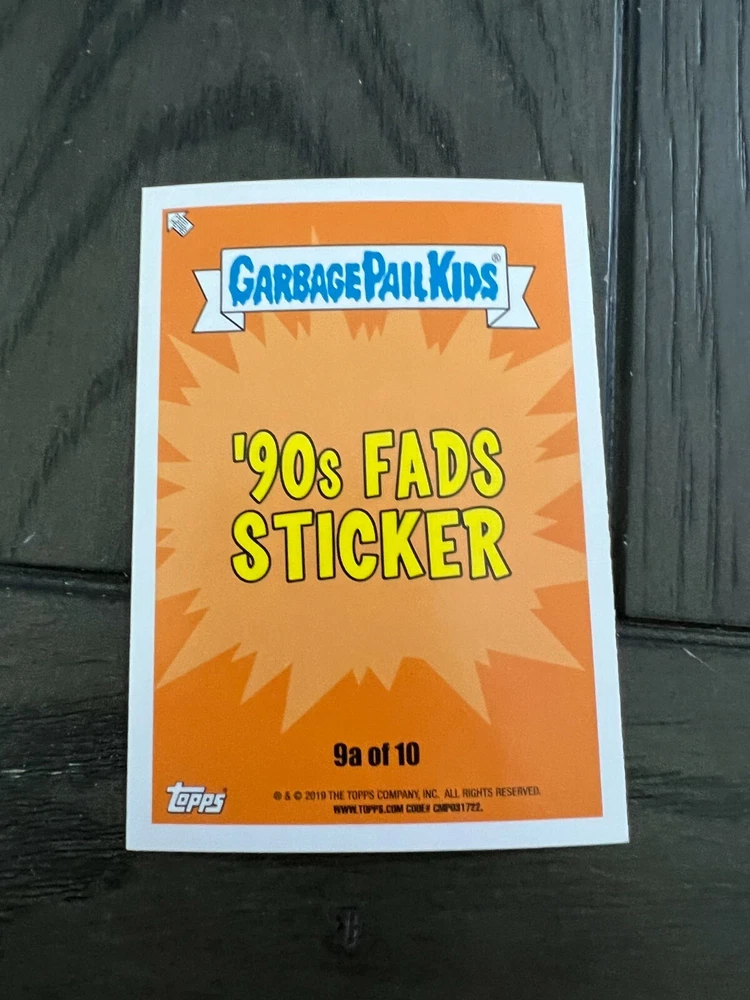 GARBAGE PAIL KIDS®
'90s FADS
STICKER
9a of 10
topps
® & © 2019 THE TOPPS COMPANY, INC. ALL RIGHTS RESERVED.
WWW.TOPPS.COM CODE# CMP031722.